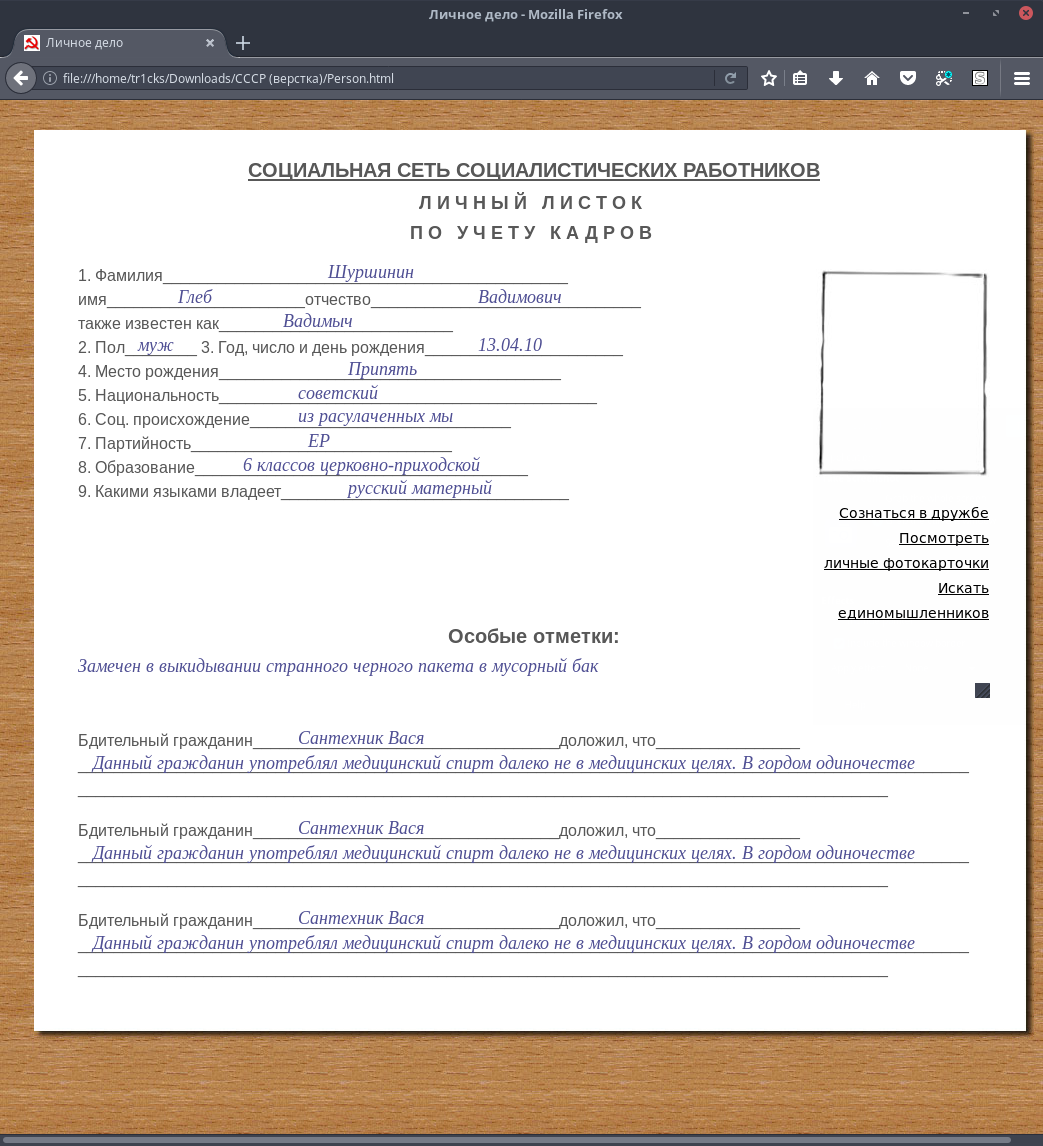 Личное дело - Mozilla Firefox
Личное дело
file:///home/tr1cks/Downloads/СССР (верстка)/Person.html
СОЦИАЛЬНАЯ СЕТЬ СОЦИАЛИСТИЧЕСКИХ РАБОТНИКОВ
ЛИЧНЫЙ ЛИСТОК
ПО УЧЕТУ КАДРОВ
1. Фамилия Шуршинин
имя Глеб отчество Вадимович
также известен как Вадимыч
2. Пол муж 3. Год, число и день рождения 13.04.10
4. Место рождения Припять
5. Национальность советский
6. Соц. происхождение из расулаченных мы
7. Партийность ЕР
8. Образование 6 классов церковно-приходской
9. Какими языками владеет русский матерный
Сознаться в дружбе
Посмотреть
личные фотокарточки
Искать
единомышленников
Особые отметки:
Замечен в выкидывании странного черного пакета в мусорный бак
Бдительный гражданин Сантехник Вася доложил, что
Данный гражданин употреблял медицинский спирт далеко не в медицинских целях. В гордом одиночестве
Бдительный гражданин Сантехник Вася доложил, что
Данный гражданин употреблял медицинский спирт далеко не в медицинских целях. В гордом одиночестве
Бдительный гражданин Сантехник Вася доложил, что
Данный гражданин употреблял медицинский спирт далеко не в медицинских целях. В гордом одиночестве